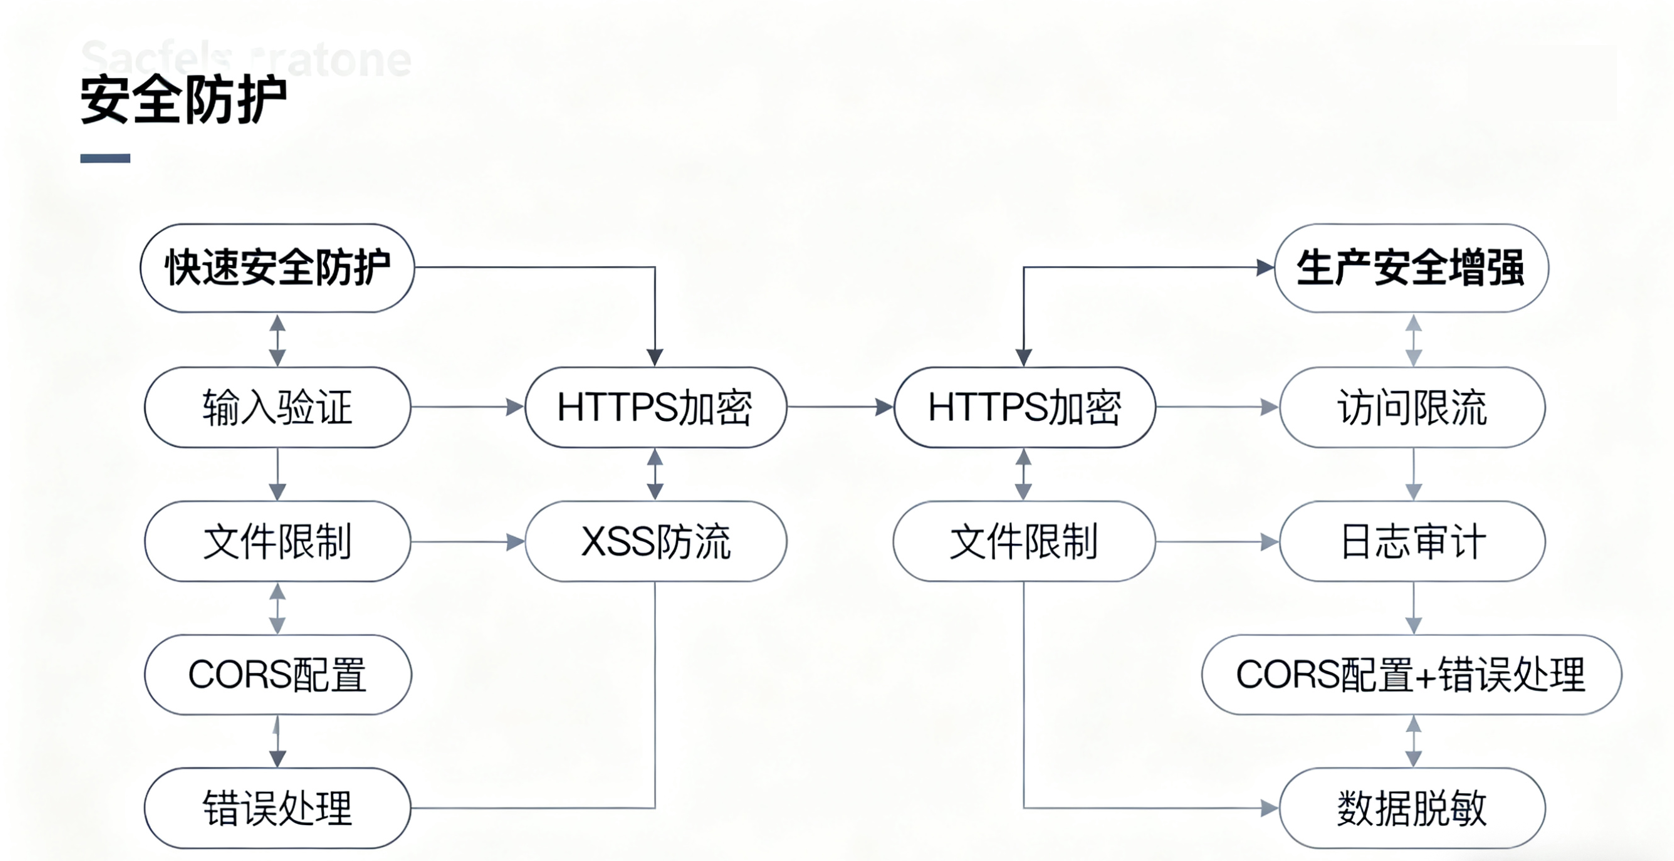 安全防护
快速安全防护
生产安全增强
输入验证
HTTPS加密
HTTPS加密
访问限流
文件限制
XSS防流
文件限制
日志审计
CORS配置
CORS配置+错误处理
错误处理
数据脱敏